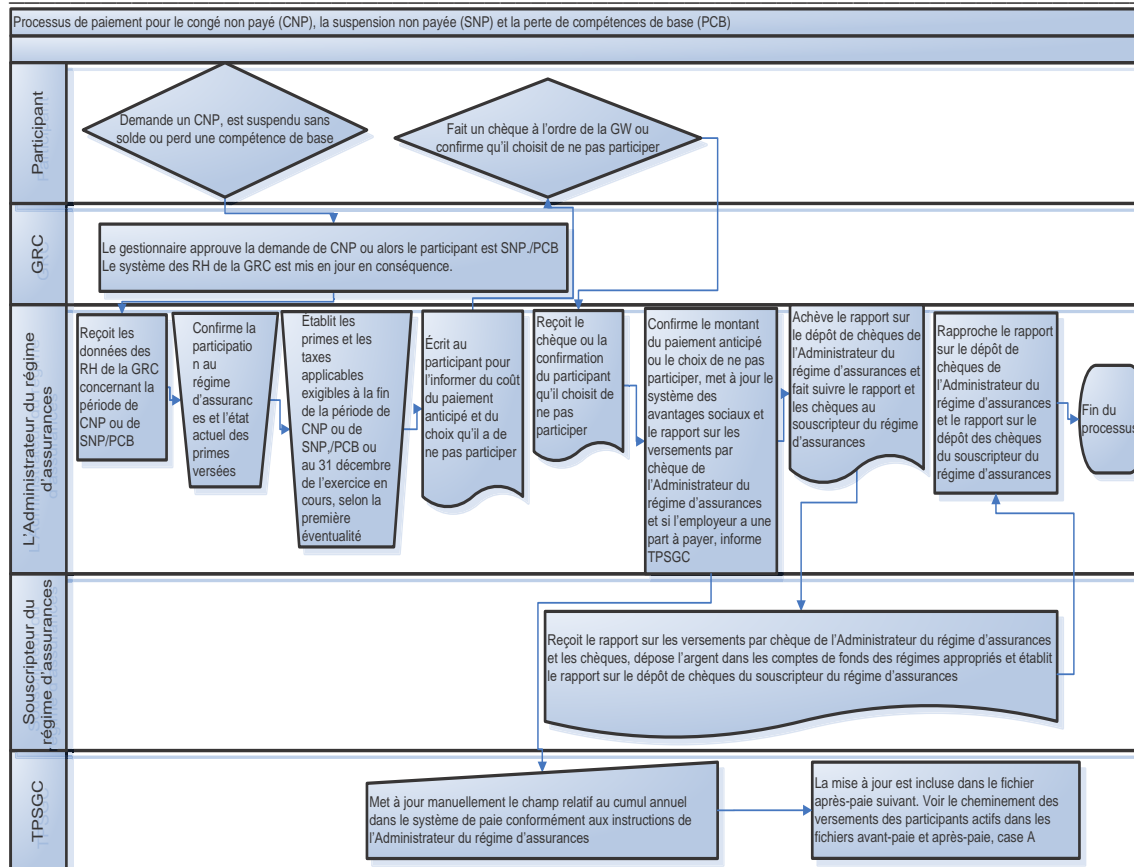 Processus de paiement pour le congé non payé (CNP), la suspension non payée (SNP) et la perte de compétences de base (PCB)
Participant
Demande un CNP, est suspendu sans
solde ou perd une compétence de base
Fait un chèque à l'ordre de la GW ou
confirme qu'il choisit de ne pas participer
GRC
Le gestionnaire approuve la demande de CNP ou alors le participant est SNP./PCB
Le système des RH de la GRC est mis en jour en conséquence.
L'Administrateur du régime
d'assurances
Reçoit les
données des
RH de la GRC
concernant la
période de
CNP ou de
SNP/PCB
Confirme la
participatio
n au
régime
d'assuranc
es et l'état
actuel des
primes
versées
Établit les
primes et les
taxes
applicables
exigibles à la fin
de la période de
CNP ou de
SNP,/PCB ou
au 31 décembre
de l'exercice en
cours, selon la
première
éventualité
Écrit au
participant pour
l'informer du coût
du paiement
anticipé et du
choix qu'il a de
ne pas participer
Reçoit le
chèque ou la
confirmation
du participant
qu'il choisit de
ne pas
participer
Confirme le montant
du paiement anticipé
ou le choix de ne pas
participer, met à jour le
système des
avantages sociaux et
le rapport sur les
versements par
chèque de
l'Administrateur du
régime d'assurances
et si l'employeur a une
part à payer, informe
TPSGC
Achève le rapport sur
le dépôt de chèques de
l'Administrateur du
régime d'assurances et
fait suivre le rapport et
les chèques au
souscripteur du régime
d'assurances
Rapproche le rapport
sur le dépôt de
chèques de
l'Administrateur du
régime d'assurances
et le rapport sur le
dépôt des chèques
du souscripteur du
régime d'assurances
Fin du
processus
Souscripteur du
régime d'assurances
Reçoit le rapport sur les versements par chèque de l'Administrateur du régime d'assurances
et les chèques, dépose l'argent dans les comptes de fonds des régimes appropriés et établit
le rapport sur le dépôt de chèques du souscripteur du régime d'assurances
TPSGC
Met à jour manuellement le champ relatif au cumul annuel
dans le système de paie conformément aux instructions de
l'Administrateur du régime d'assurances
La mise à jour est incluse dans le fichier
après-paie suivant. Voir le cheminement des
versements des participants actifs dans les
fichiers avant-paie et après-paie, case A